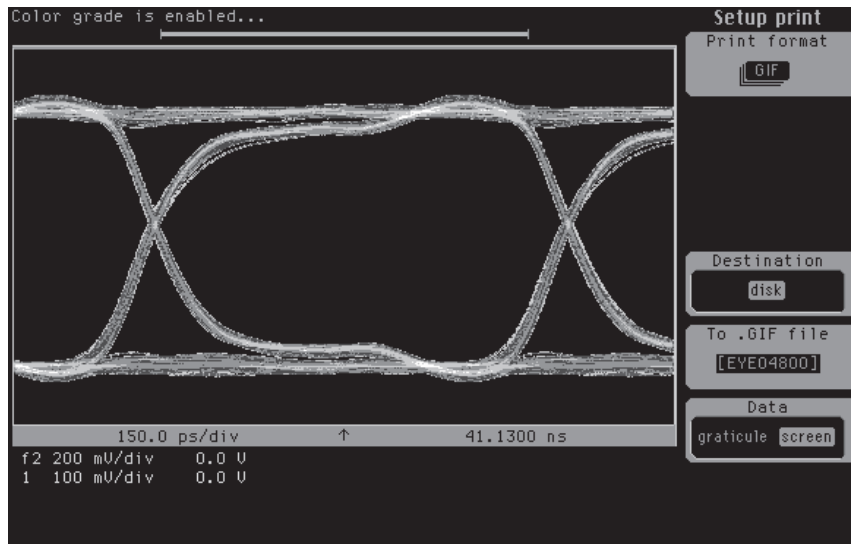 Color grade is enabled...
Setup print
Print format
GIF
Destination
disk
To .GIF file
[EYE04800]
Data
graticule screen
150.0 ps/div ↑ 41.1300 ns
f2 200 mV/div 0.0 V
1 100 mV/div 0.0 V